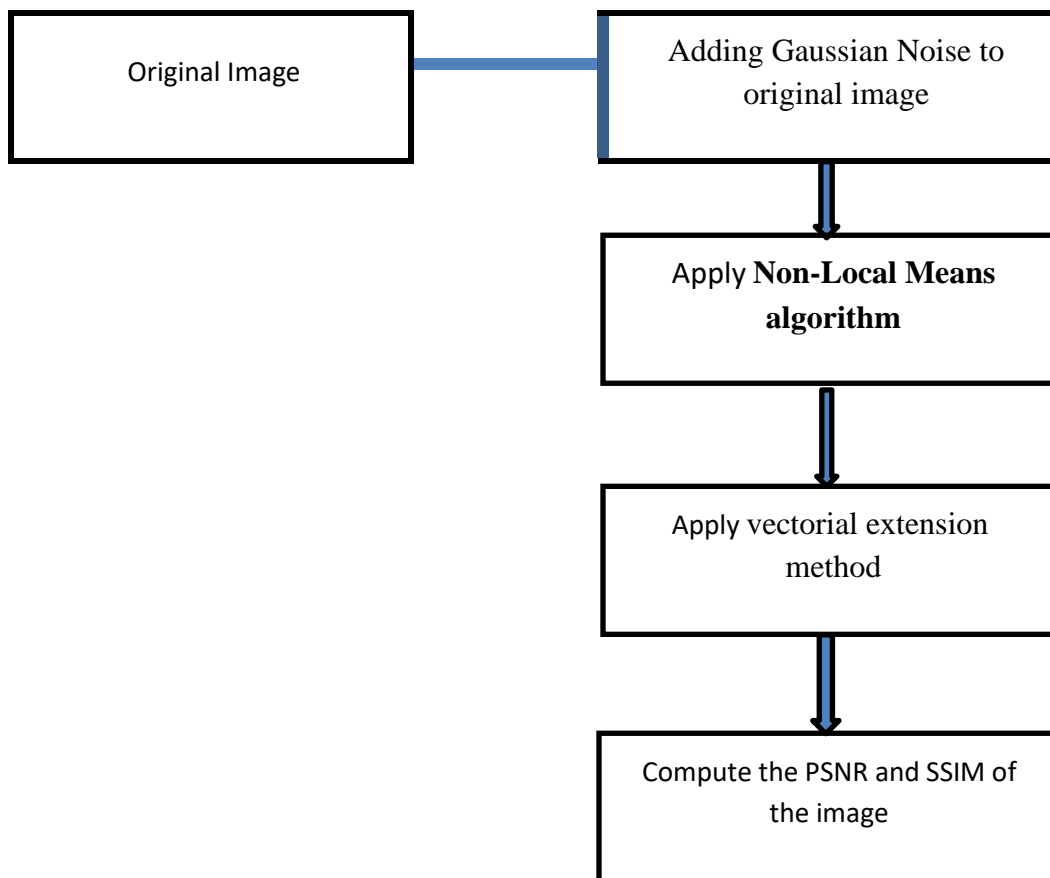 Original Image
Adding Gaussian Noise to
original image
Apply Non-Local Means
algorithm
Apply vectorial extension
method
Compute the PSNR and SSIM of
the image